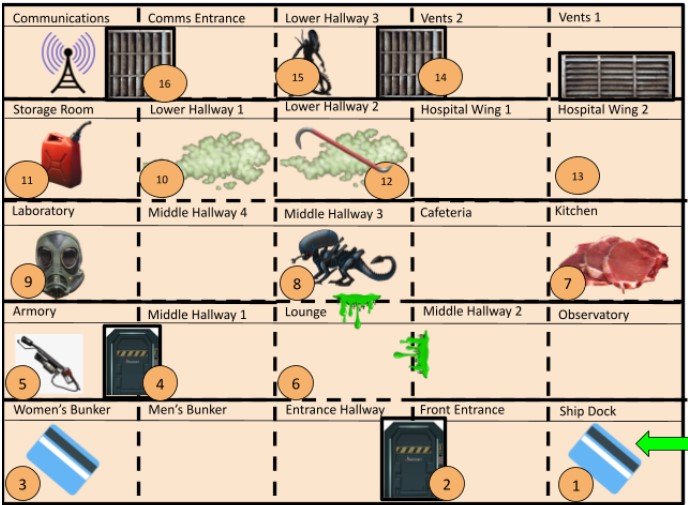 Communications
Comms Entrance
Lower Hallway 3
Vents 2
Vents 1
16
15
14
Storage Room
Lower Hallway 1
Lower Hallway 2
Hospital Wing 1
Hospital Wing 2
11
10
12
13
Laboratory
Middle Hallway 4
Middle Hallway 3
Cafeteria
Kitchen
9
8
7
Armory
Middle Hallway 1
Lounge
Middle Hallway 2
Observatory
5
4
6
Women's Bunker
Men's Bunker
Entrance Hallway
Front Entrance
Ship Dock
3
2
1